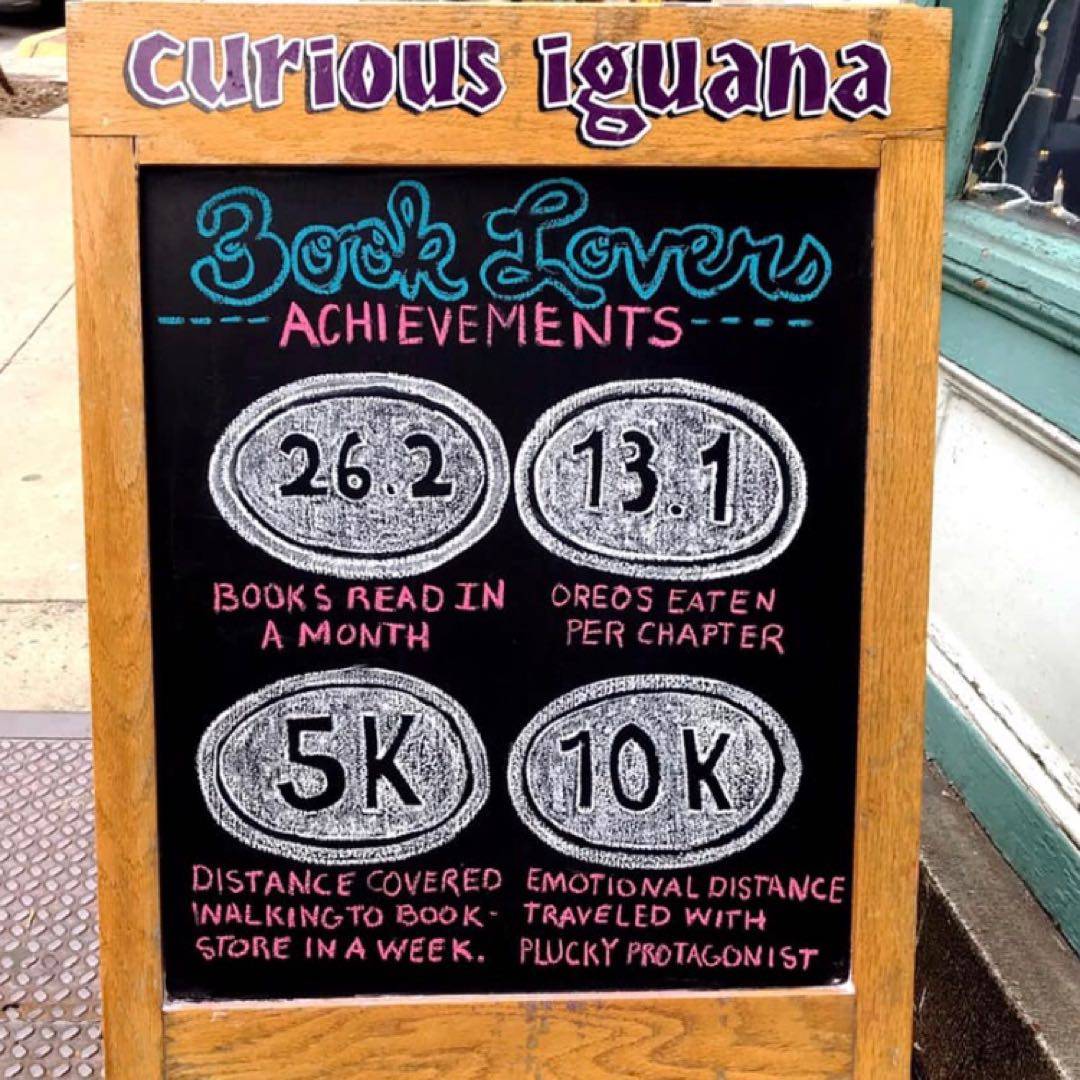 curious iguana
Book Lovers
ACHIEVEMENTS
26.2
BOOKS READ IN
A MONTH
13.1
OREOS EATEN
PER CHAPTER
5K
DISTANCE COVERED
WALKING TO BOOK-
STORE IN A WEEK.
10K
EMOTIONAL DISTANCE
TRAVELED WITH
PLUCKY PROTAGONIST